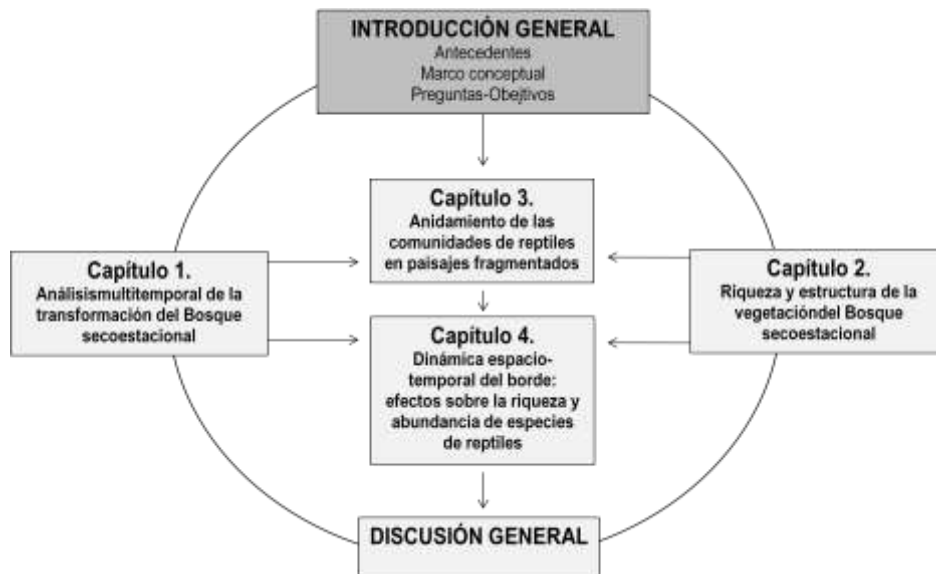 INTRODUCCIÓN GENERAL
Antecedentes
Marco conceptual
Preguntas-Obejtivos
Capítulo 3.
Anidamiento de las
comunidades de reptiles
en paisajes fragmentados
Capítulo 1.
Análisismultitemporal de la
transformación del Bosque
secoestacional
Capítulo 2.
Riqueza y estructura de la
vegetacióndel Bosque
secoestacional
Capítulo 4.
Dinámica espacio-
temporal del borde:
efectos sobre la riqueza y
abundancia de especies
de reptiles
DISCUSIÓN GENERAL